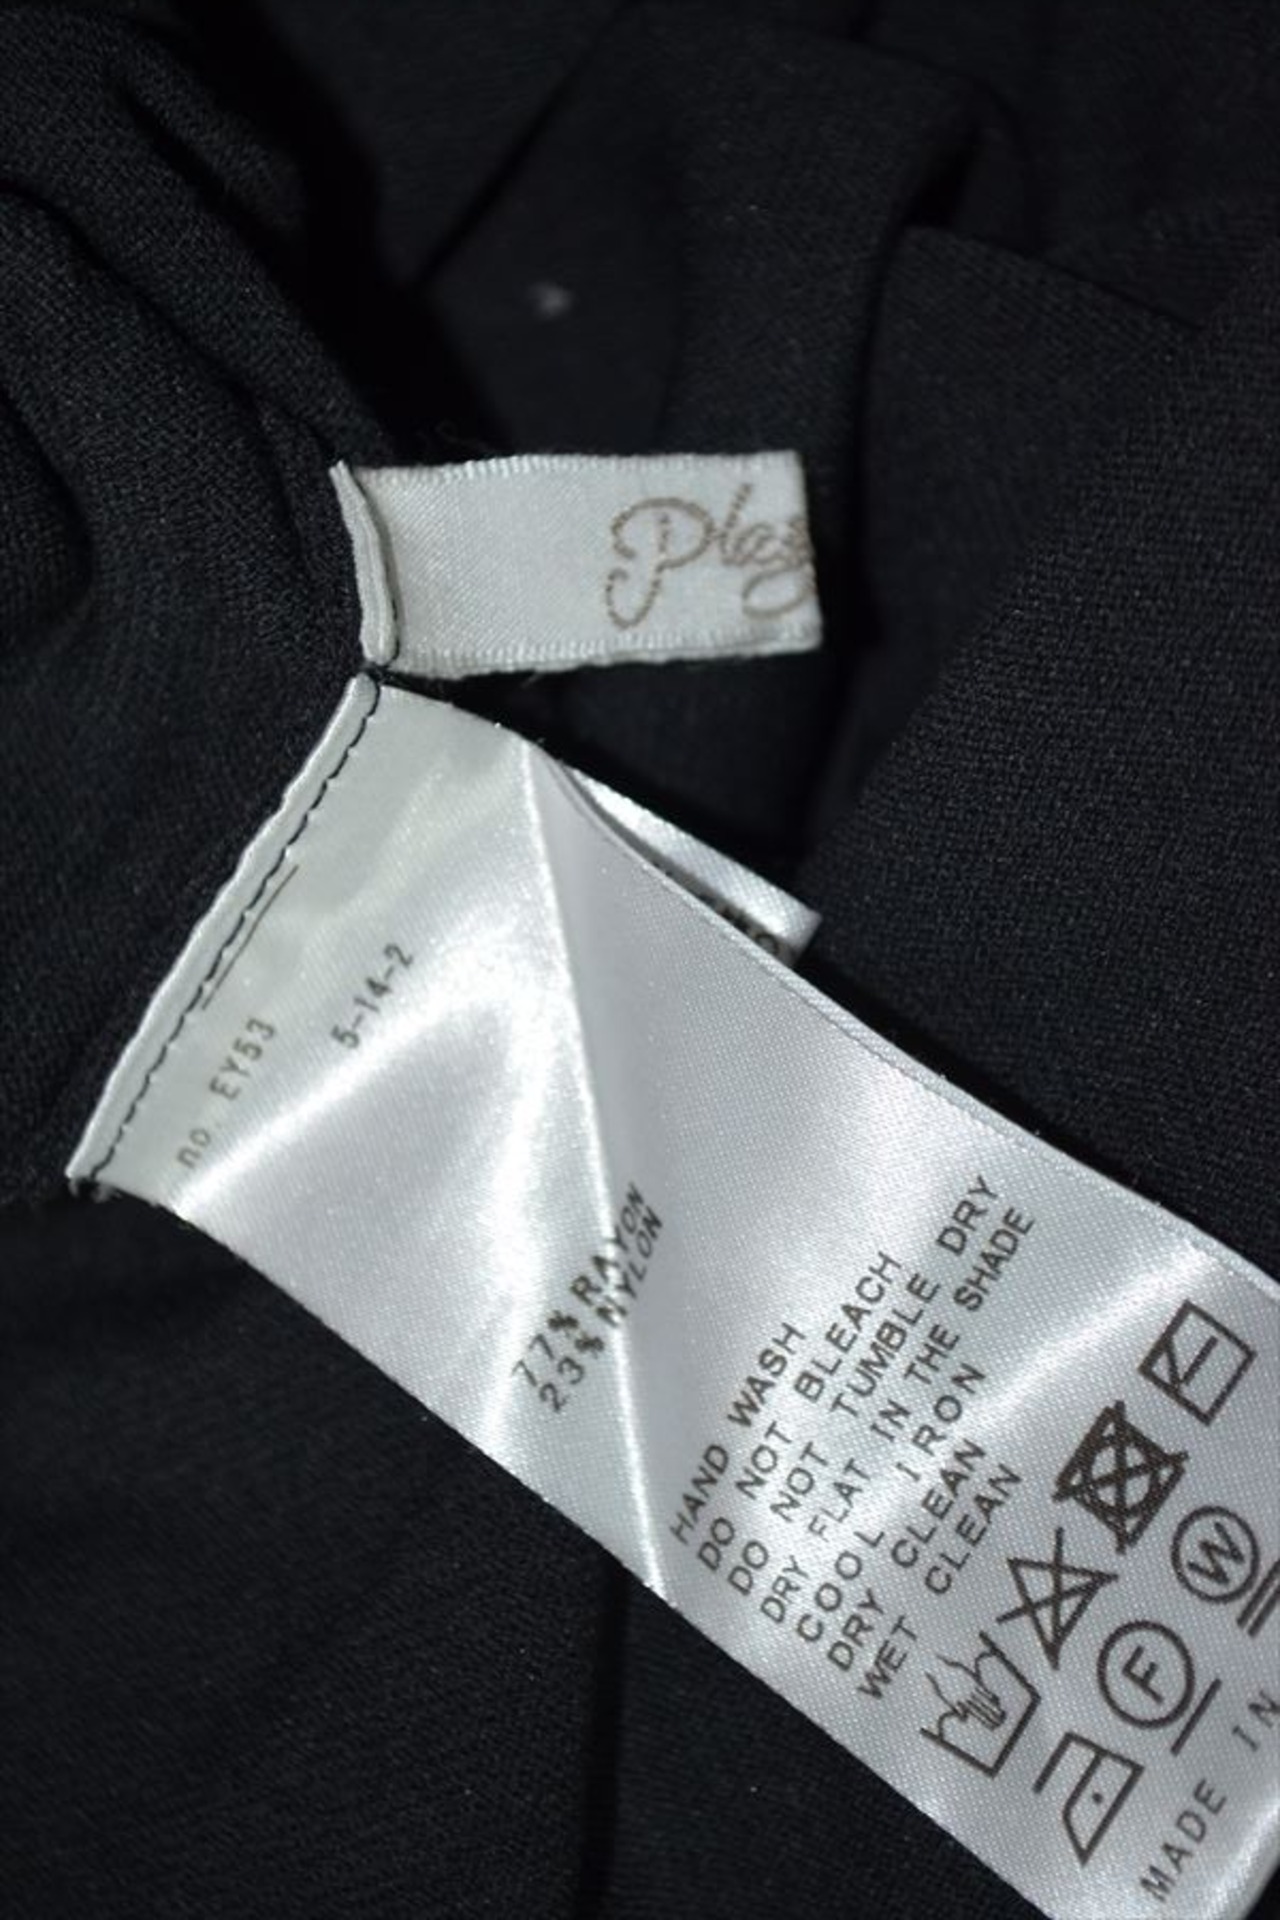 Play
no. EY53
5-14-2
77% RAYON
23% NYLON
HAND WASH
DO NOT BLEACH
DO NOT TUMBLE DRY
DRY FLAT IN THE SHADE
COOL IRON
DRY CLEAN
WET CLEAN
W
F
MADE IN